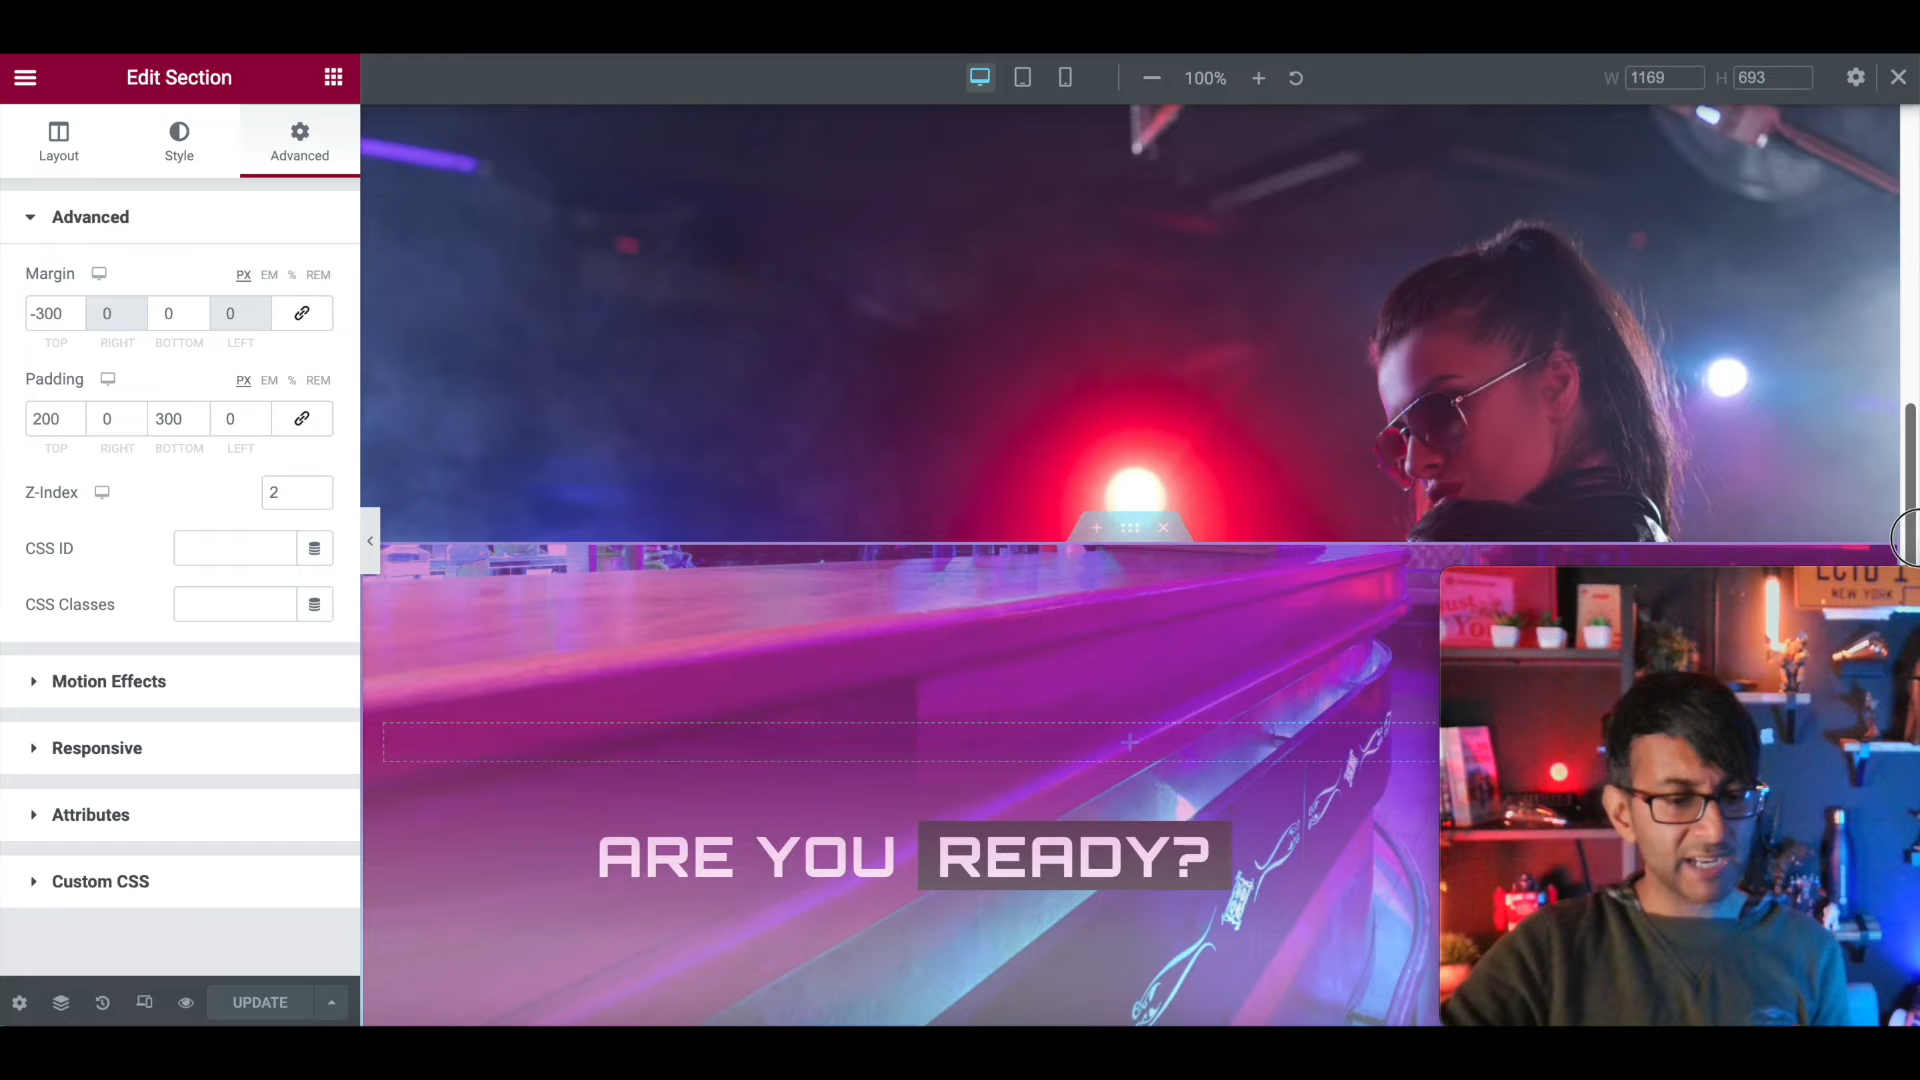 Edit Section
100%
W 1169 H 693
Layout Style Advanced
Advanced
Margin PX EM % REM
-300 0 0 0
TOP RIGHT BOTTOM LEFT
Padding PX EM % REM
200 0 300 0
TOP RIGHT BOTTOM LEFT
Z-Index 2
CSS ID
CSS Classes
Motion Effects
Responsive
Attributes
Custom CSS
UPDATE
ARE YOU READY?
NEW YORK